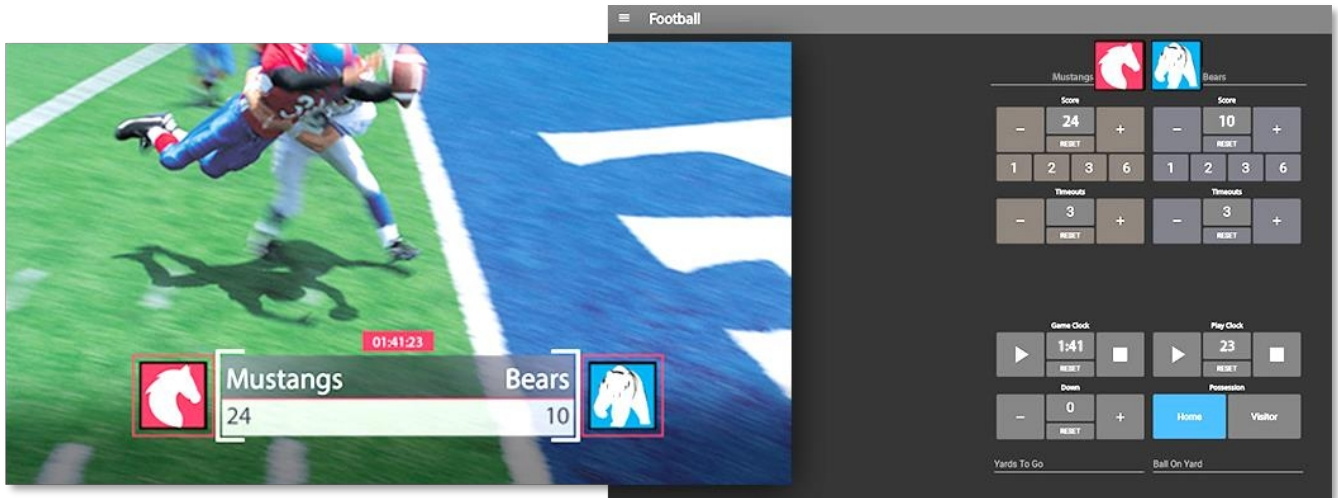 Football
Mustangs Bears
Score Score
- 24 + - 10 +
RESET RESET
1 2 3 6 1 2 3 6
Timeouts Timeouts
- 3 + - 3 +
RESET RESET
Game Clock Play Clock
1:41 23
RESET RESET
Down Possession
- 0 + Home Visitor
RESET
Yards To Go Ball On Yard
01:41:23
Mustangs Bears
24 10